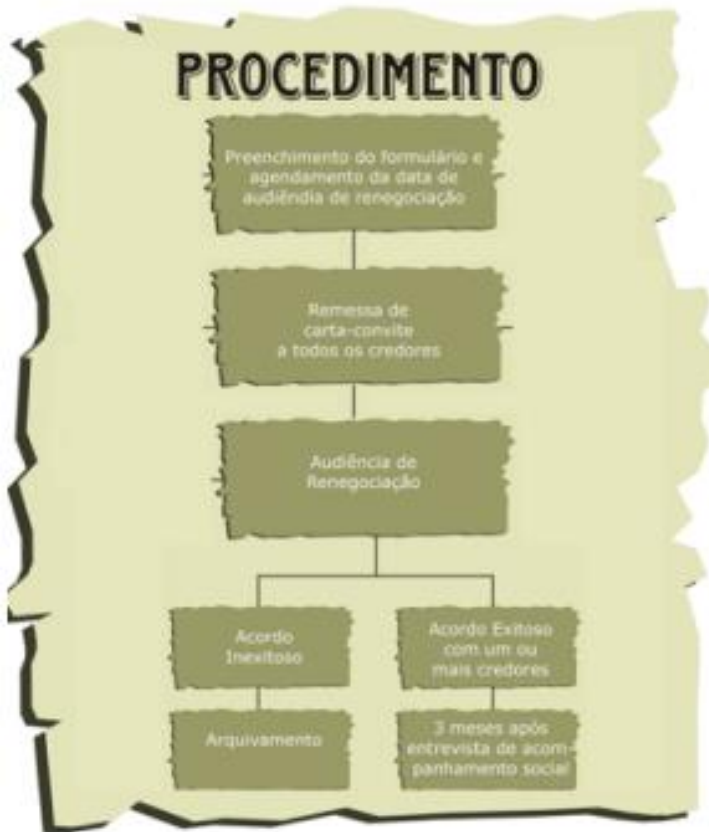 PROCEDIMENTO
Preenchimento do formulário e
agendamento da data de
audiêndia de renegociação
Remessa de
carta-convite
a todos os credores
Audiência de
Renegociação
Acordo
Inexitoso
Acordo Exitoso
com um ou
mais credores
Arquivamento
3 meses após
entrevista de acom-
panhamento social